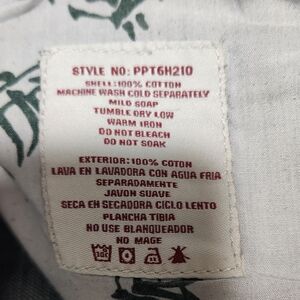 STYLE NO: PPT6H210
SHELL:100% COTTON
MACHINE WASH COLD SEPARATELY
MILD SOAP
TUMBLE DRY LOW
WARM IRON
DO NOT BLEACH
DO NOT SOAK
EXTERIOR:100% COTON
LAVA EN LAVADORA CON AGUA FRIA
SEPARADAMENTE
JAVON SUAVE
SECA EN SECADORA CICLO LENTO
PLANCHA TIBIA
NO USE BLANQUEADOR
NO MAGE